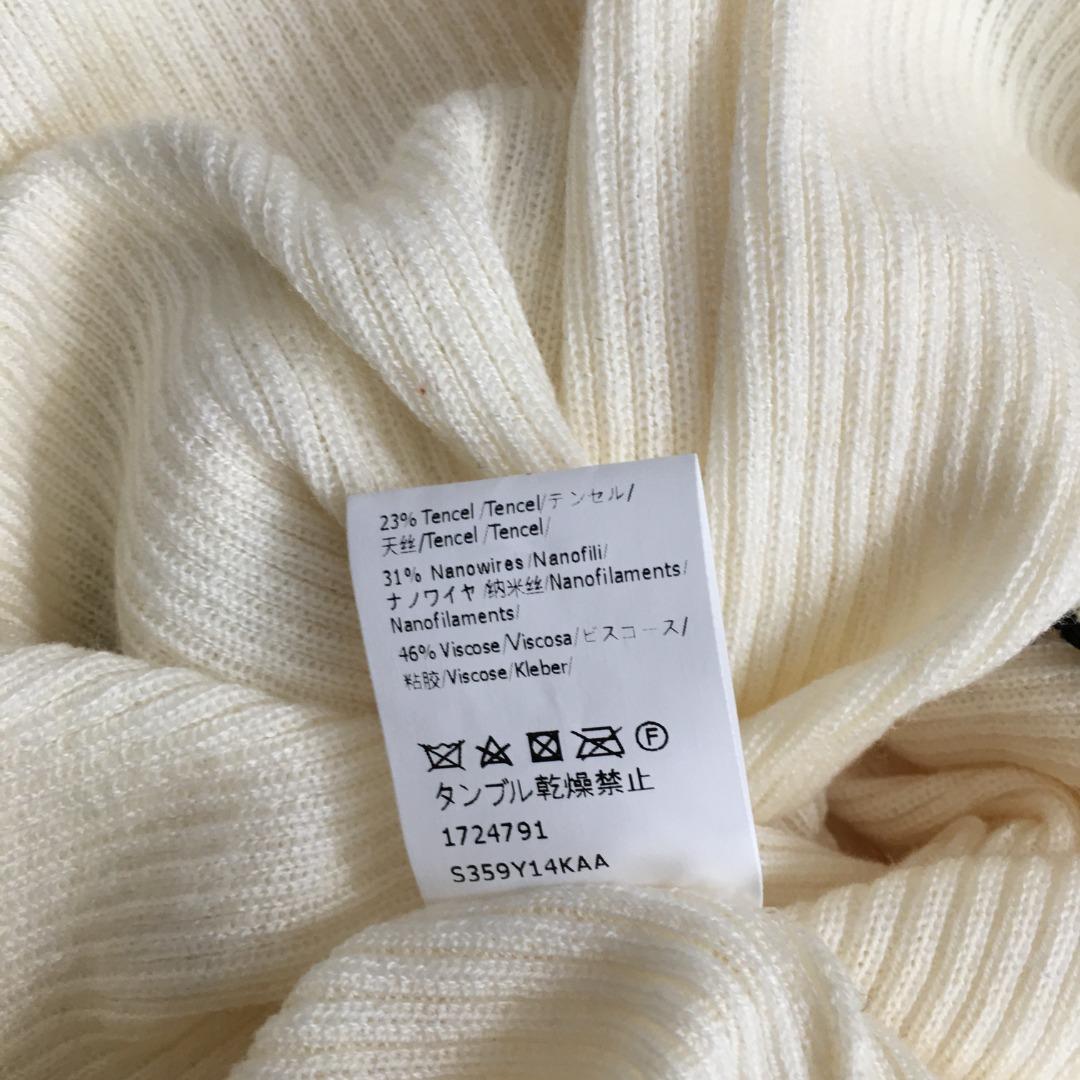 23% Tencel /Tencel/テンセル/
天丝/Tencel /Tencel/
31% Nanowires/Nanofili/
ナノワイヤ/纳米丝/Nanofilaments/
Nanofilaments/
46% Viscose/Viscosa/ビスコース/
粘胶/Viscose/Kleber/
F
タンブル乾燥禁止
1724791
S359Y14KAA